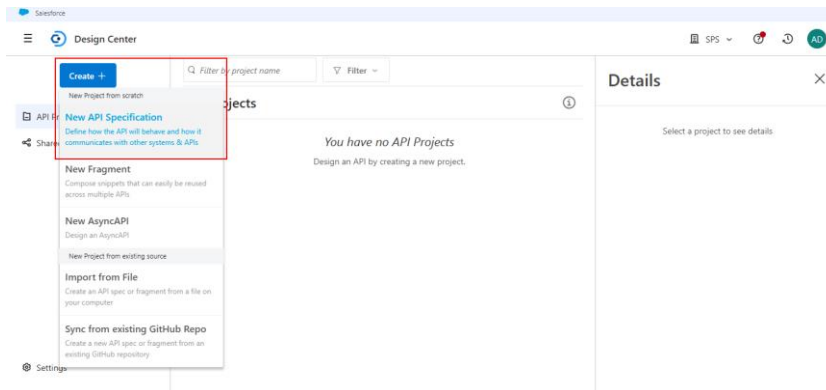 Salesforce
Design Center
SPS
AD
Create +
Filter by project name
Filter
Details
New Project from scratch
jects
API Pr
New API Specification
Define how the API will behave and how it
communicates with other systems & APIs
Share
You have no API Projects
Design an API by creating a new project.
Select a project to see details
New Fragment
Compose snippets that can easily be reused
across multiple APIs
New AsyncAPI
Design an AsyncAPI
New Project from existing source
Import from File
Create an API spec or fragment from a file on
your computer
Sync from existing GitHub Repo
Create a new API spec or fragment from an
existing GitHub repository
Settings